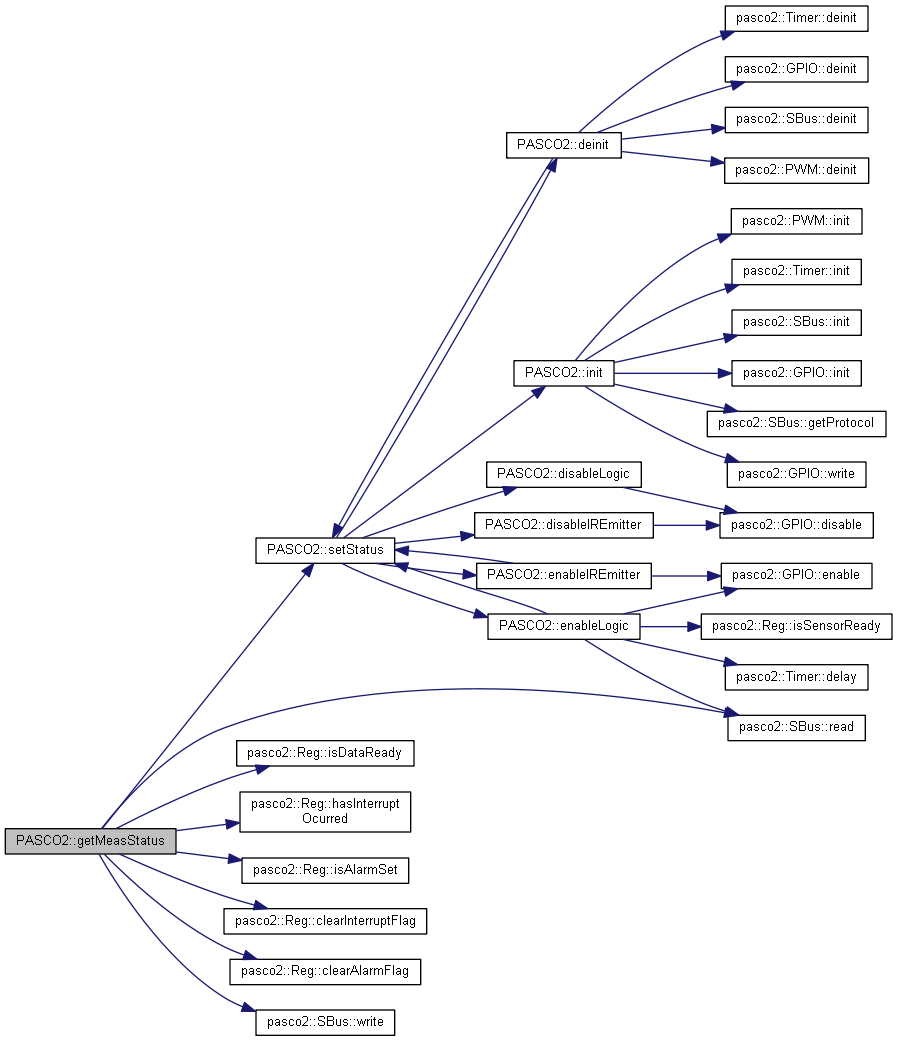 pasco2::Timer::deinit
pasco2::GPIO::deinit
pasco2::SBus::deinit
PASCO2::deinit
pasco2::PWM::deinit
pasco2::PWM::init
pasco2::Timer::init
pasco2::SBus::init
PASCO2::init
pasco2::GPIO::init
pasco2::SBus::getProtocol
PASCO2::disableLogic
pasco2::GPIO::write
PASCO2::disableIREmitter
pasco2::GPIO::disable
PASCO2::setStatus
PASCO2::enableIREmitter
pasco2::GPIO::enable
PASCO2::enableLogic
pasco2::Reg::isSensorReady
pasco2::Timer::delay
pasco2::SBus::read
pasco2::Reg::isDataReady
pasco2::Reg::hasInterrupt
Ocurred
PASCO2::getMeasStatus
pasco2::Reg::isAlarmSet
pasco2::Reg::clearInterruptFlag
pasco2::Reg::clearAlarmFlag
pasco2::SBus::write